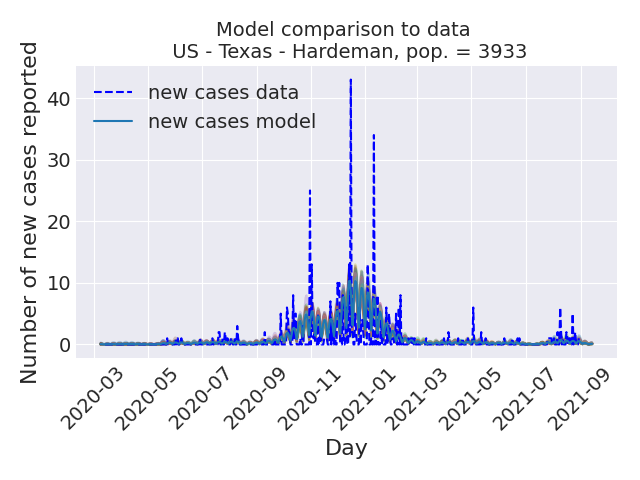 Model comparison to data
US - Texas - Hardeman, pop. = 3933
Number of new cases reported
40
30
20
10
0
new cases data
new cases model
2020-03
2020-05
2020-07
2020-09
2020-11
2021-01
2021-03
2021-05
2021-07
2021-09
Day